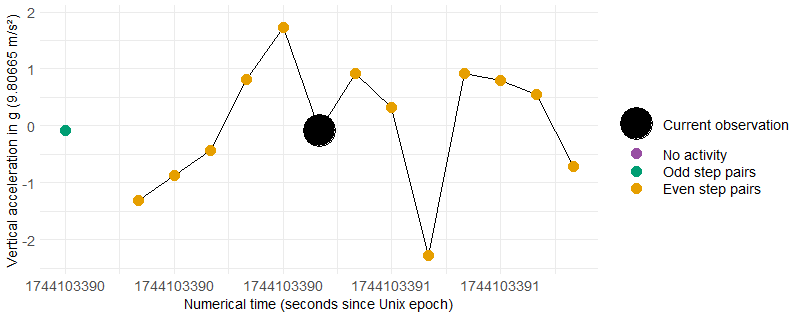 Vertical acceleration in g (9.80665 m/s²)
2
1
0
-1
-2
1744103390
1744103390
1744103390
1744103391
1744103391
Numerical time (seconds since Unix epoch)
Current observation
No activity
Odd step pairs
Even step pairs